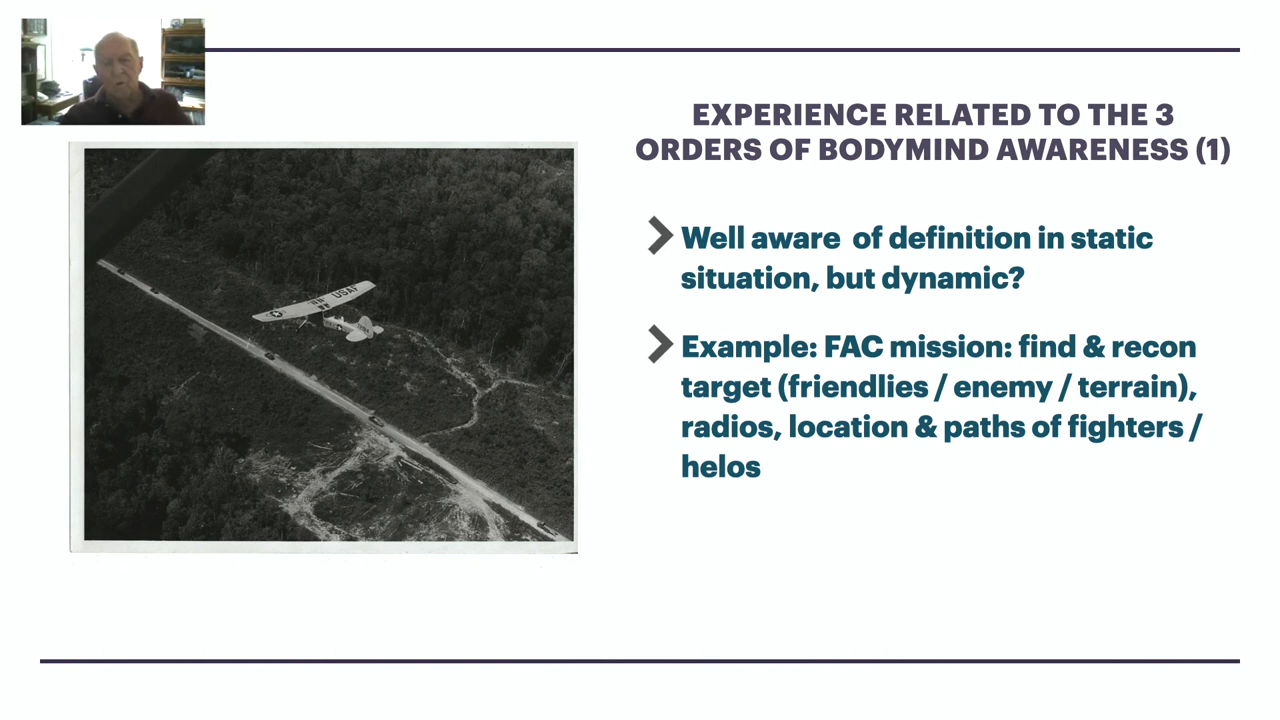 EXPERIENCE RELATED TO THE 3
ORDERS OF BODYMIND AWARENESS (1)
Well aware of definition in static
situation, but dynamic?
Example: FAC mission: find & recon
target (friendlies / enemy / terrain),
radios, location & paths of fighters /
helos
USAF